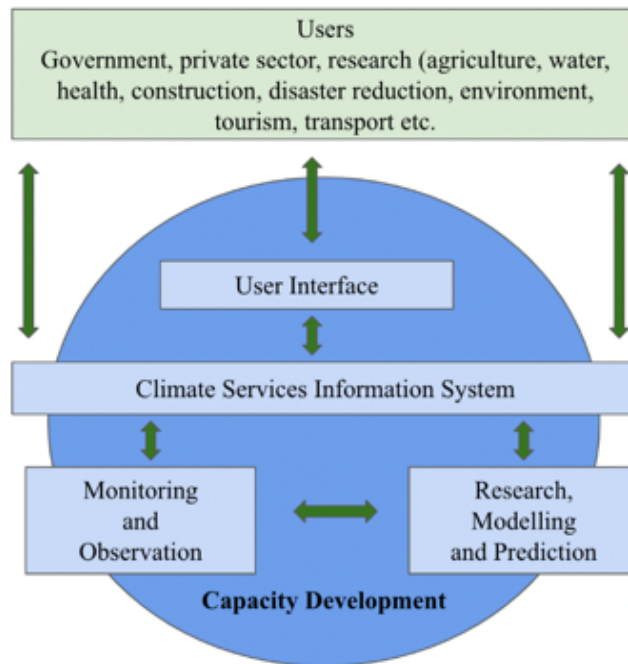 Users
Government, private sector, research (agriculture, water,
health, construction, disaster reduction, environment,
tourism, transport etc.
User Interface
Climate Services Information System
Monitoring
and
Observation
Research,
Modelling
and Prediction
Capacity Development